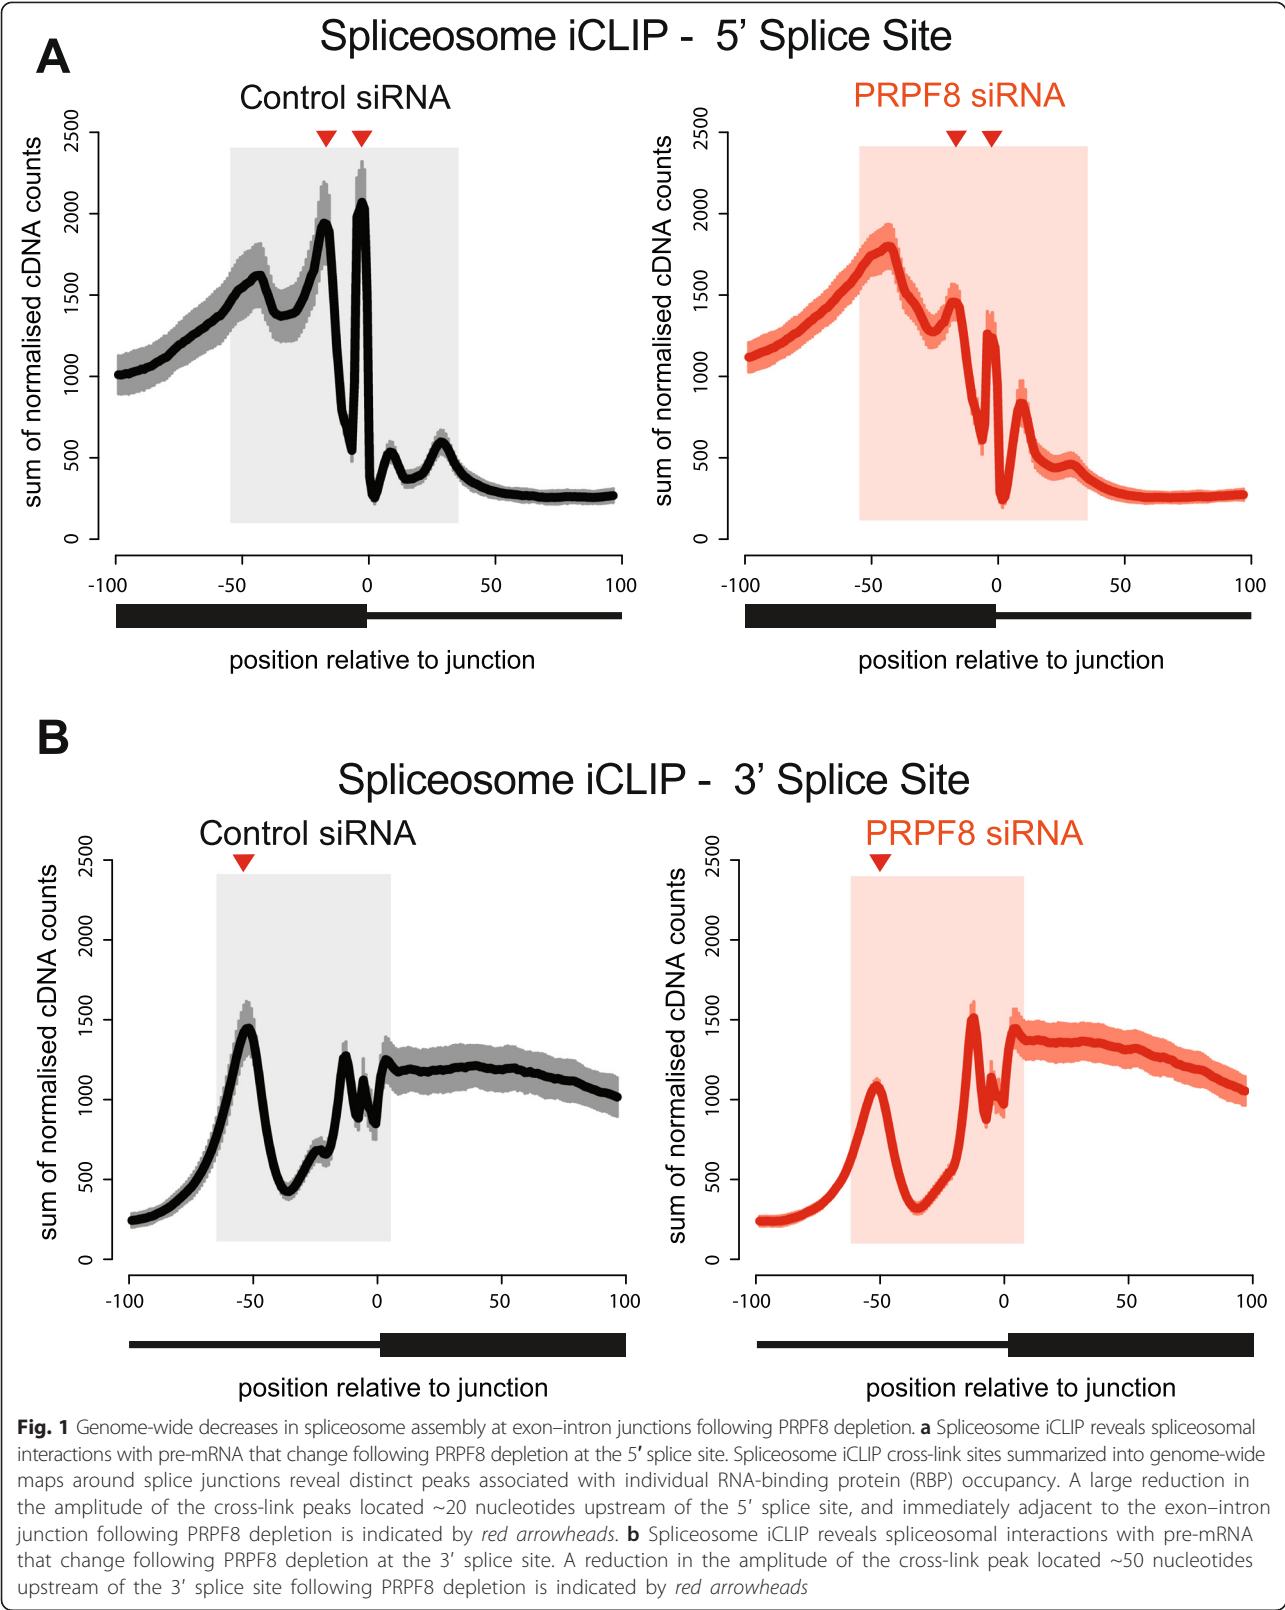 A
Spliceosome iCLIP - 5’ Splice Site
Control siRNA
PRPF8 siRNA
sum of normalised cDNA counts
2500
2000
1500
1000
500
0
-100 -50 0 50 100
position relative to junction
sum of normalised cDNA counts
2500
2000
1500
1000
500
0
-100 -50 0 50 100
position relative to junction
B
Spliceosome iCLIP - 3’ Splice Site
Control siRNA
PRPF8 siRNA
sum of normalised cDNA counts
2500
2000
1500
1000
500
0
-100 -50 0 50 100
position relative to junction
sum of normalised cDNA counts
2500
2000
1500
1000
500
0
-100 -50 0 50 100
position relative to junction
Fig. 1 Genome-wide decreases in spliceosome assembly at exon–intron junctions following PRPF8 depletion. a Spliceosome iCLIP reveals spliceosomal
interactions with pre-mRNA that change following PRPF8 depletion at the 5′ splice site. Spliceosome iCLIP cross-link sites summarized into genome-wide
maps around splice junctions reveal distinct peaks associated with individual RNA-binding protein (RBP) occupancy. A large reduction in
the amplitude of the cross-link peaks located ~20 nucleotides upstream of the 5′ splice site, and immediately adjacent to the exon–intron
junction following PRPF8 depletion is indicated by red arrowheads. b Spliceosome iCLIP reveals spliceosomal interactions with pre-mRNA
that change following PRPF8 depletion at the 3′ splice site. A reduction in the amplitude of the cross-link peak located ~50 nucleotides
upstream of the 3′ splice site following PRPF8 depletion is indicated by red arrowheads